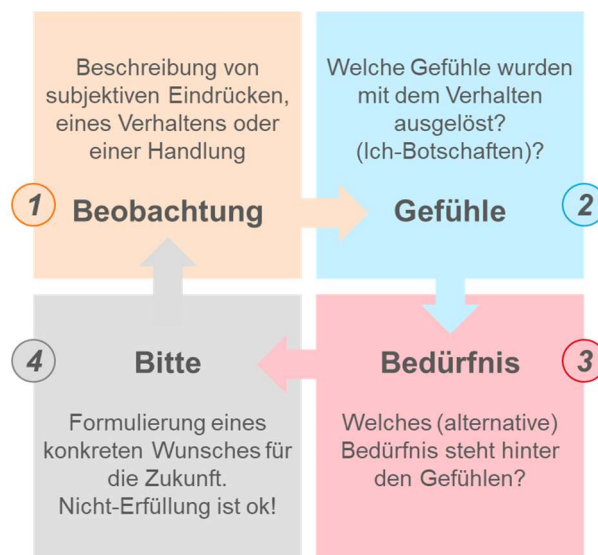 Beschreibung von
subjektiven Eindrücken,
eines Verhaltens oder
einer Handlung
1
Beobachtung
Welche Gefühle wurden
mit dem Verhalten
ausgelöst?
(Ich-Botschaften)?
Gefühle
2
Bedürfnis
3
Welches (alternative)
Bedürfnis steht hinter
den Gefühlen?
4
Bitte
Formulierung eines
konkreten Wunsches für
die Zukunft.
Nicht-Erfüllung ist ok!